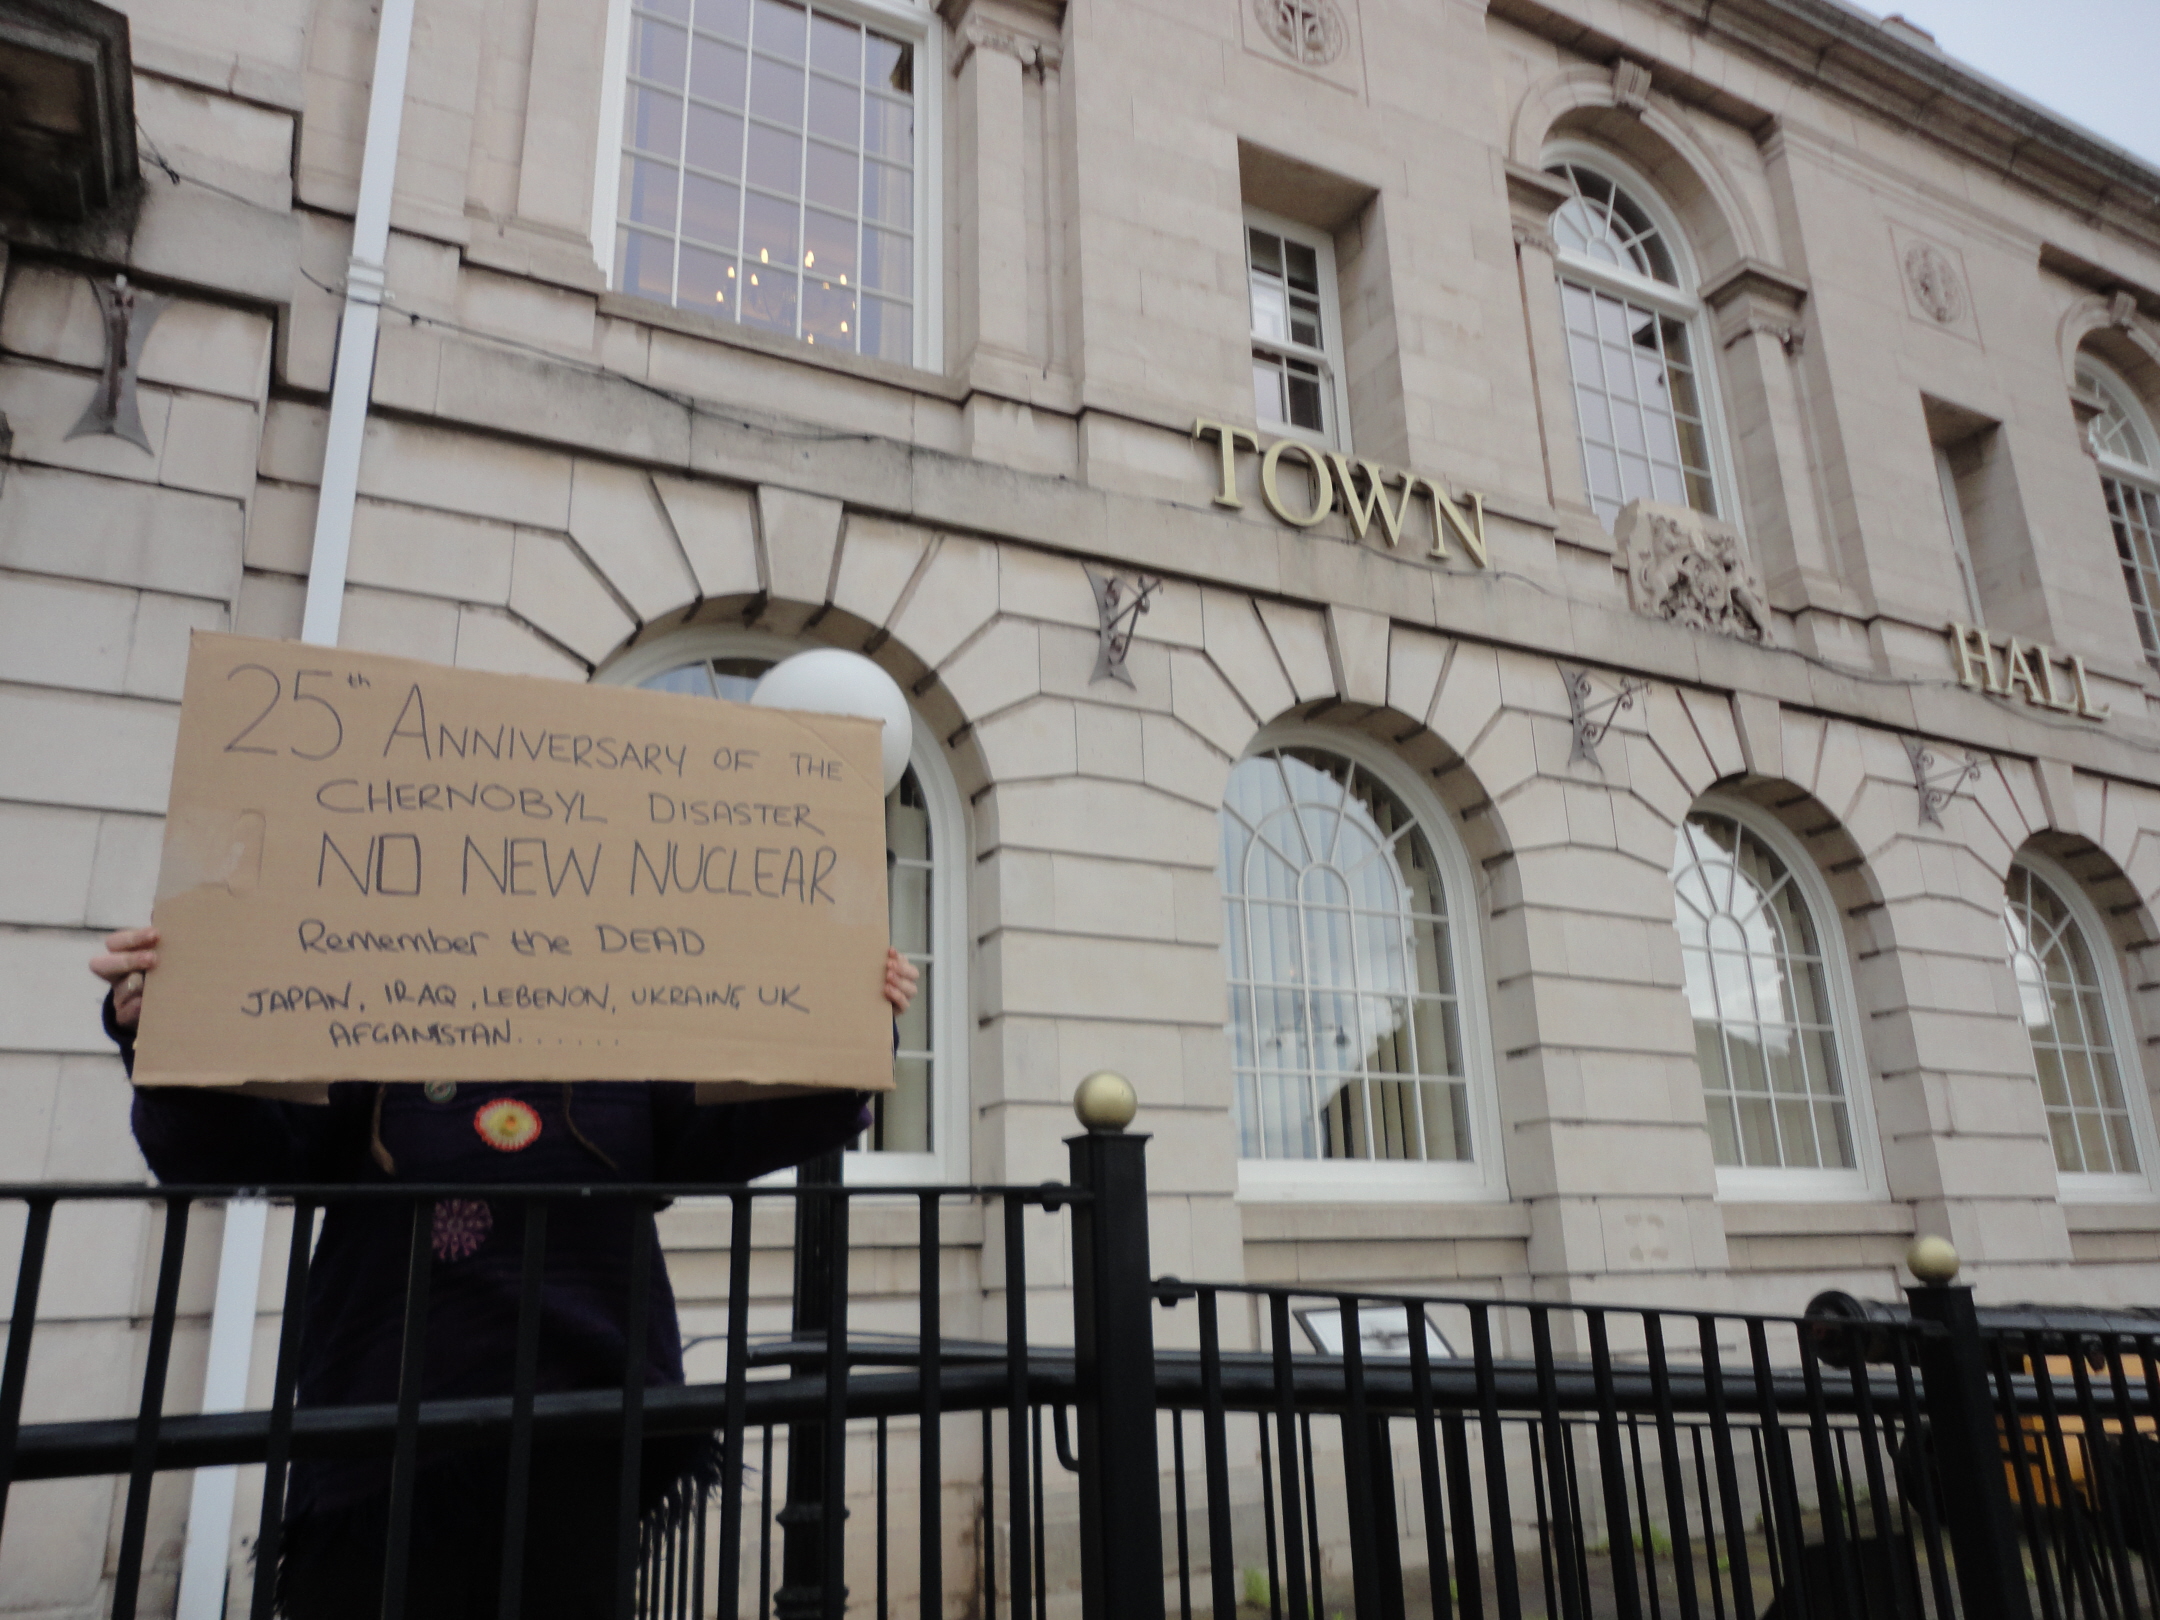 25th ANNIVERSARY OF THE
CHERNOBYL DISASTER
NO NEW NUCLEAR
Remember the DEAD
JAPAN, IRAQ, LEBENON, UKRAINE UK
AFGANISTAN.......
TOWN HALL